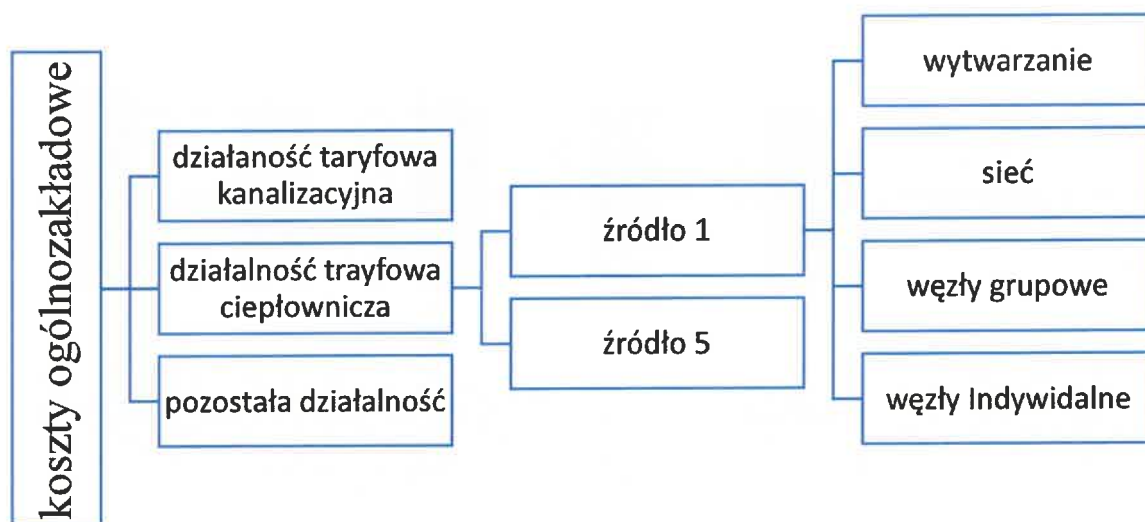 koszty ogólnozakładowe
działaność taryfowa
kanalizacyjna
działalność trayfowa
ciepłownicza
pozostała działalność
źródło 1
źródło 5
wytwarzanie
sieć
węzły grupowe
węzły Indywidalne